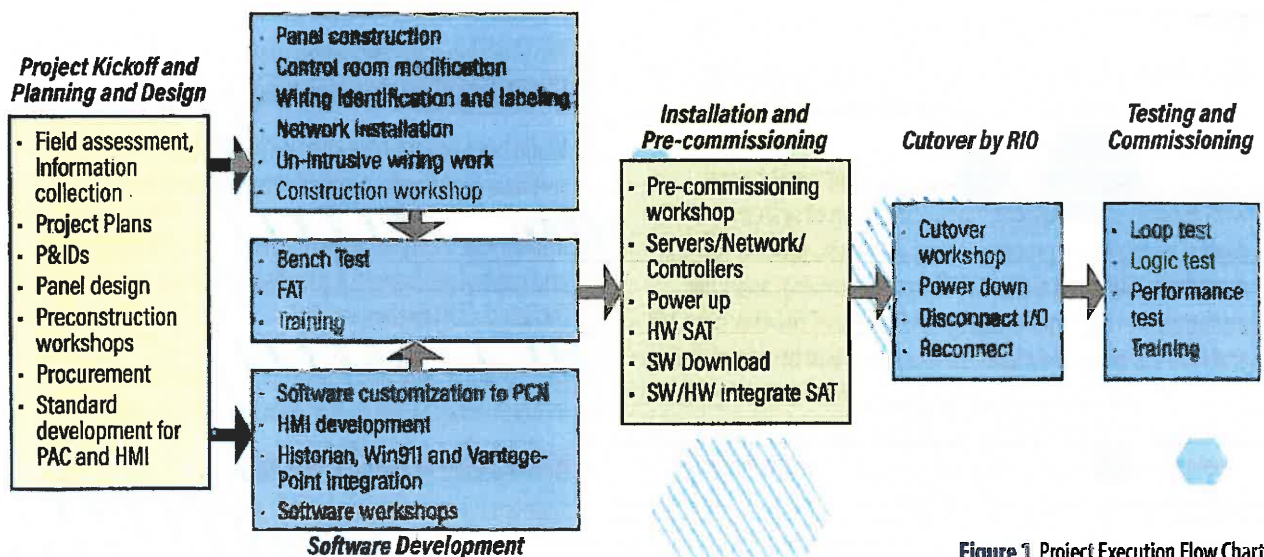 Project Kickoff and
Planning and Design
· Field assessment,
Information
collection
· Project Plans
· P&IDs
· Panel design
· Preconstruction
workshops
· Procurement
· Standard
development for
PAC and HMI
· Panel construction
· Control room modification
· Wiring Identification and labeling
· Network Installation
· Un-intrusive wiring work
· Construction workshop
· Bench Test
· FAT
· Training
· Software customization to PCN
· HMI development
· Historian, Win911 and Vantage-
Point integration
· Software workshops
Software Development
Installation and
Pre-commissioning
· Pre-commissioning
workshop
· Servers/Network/
Controllers
· Power up
· HW SAT
· SW Download
· SW/HW integrate SAT
Cutover by RIO
· Cutover
workshop
· Power down
· Disconnect I/O
· Reconnect
Testing and
Commissioning
· Loop test
· Logic test
· Performance
test
· Training
Figure 1 Project Execution Flow Chart